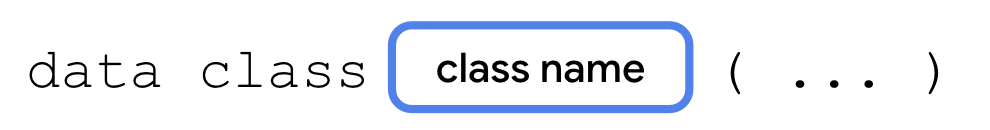 data class class name ( ... )